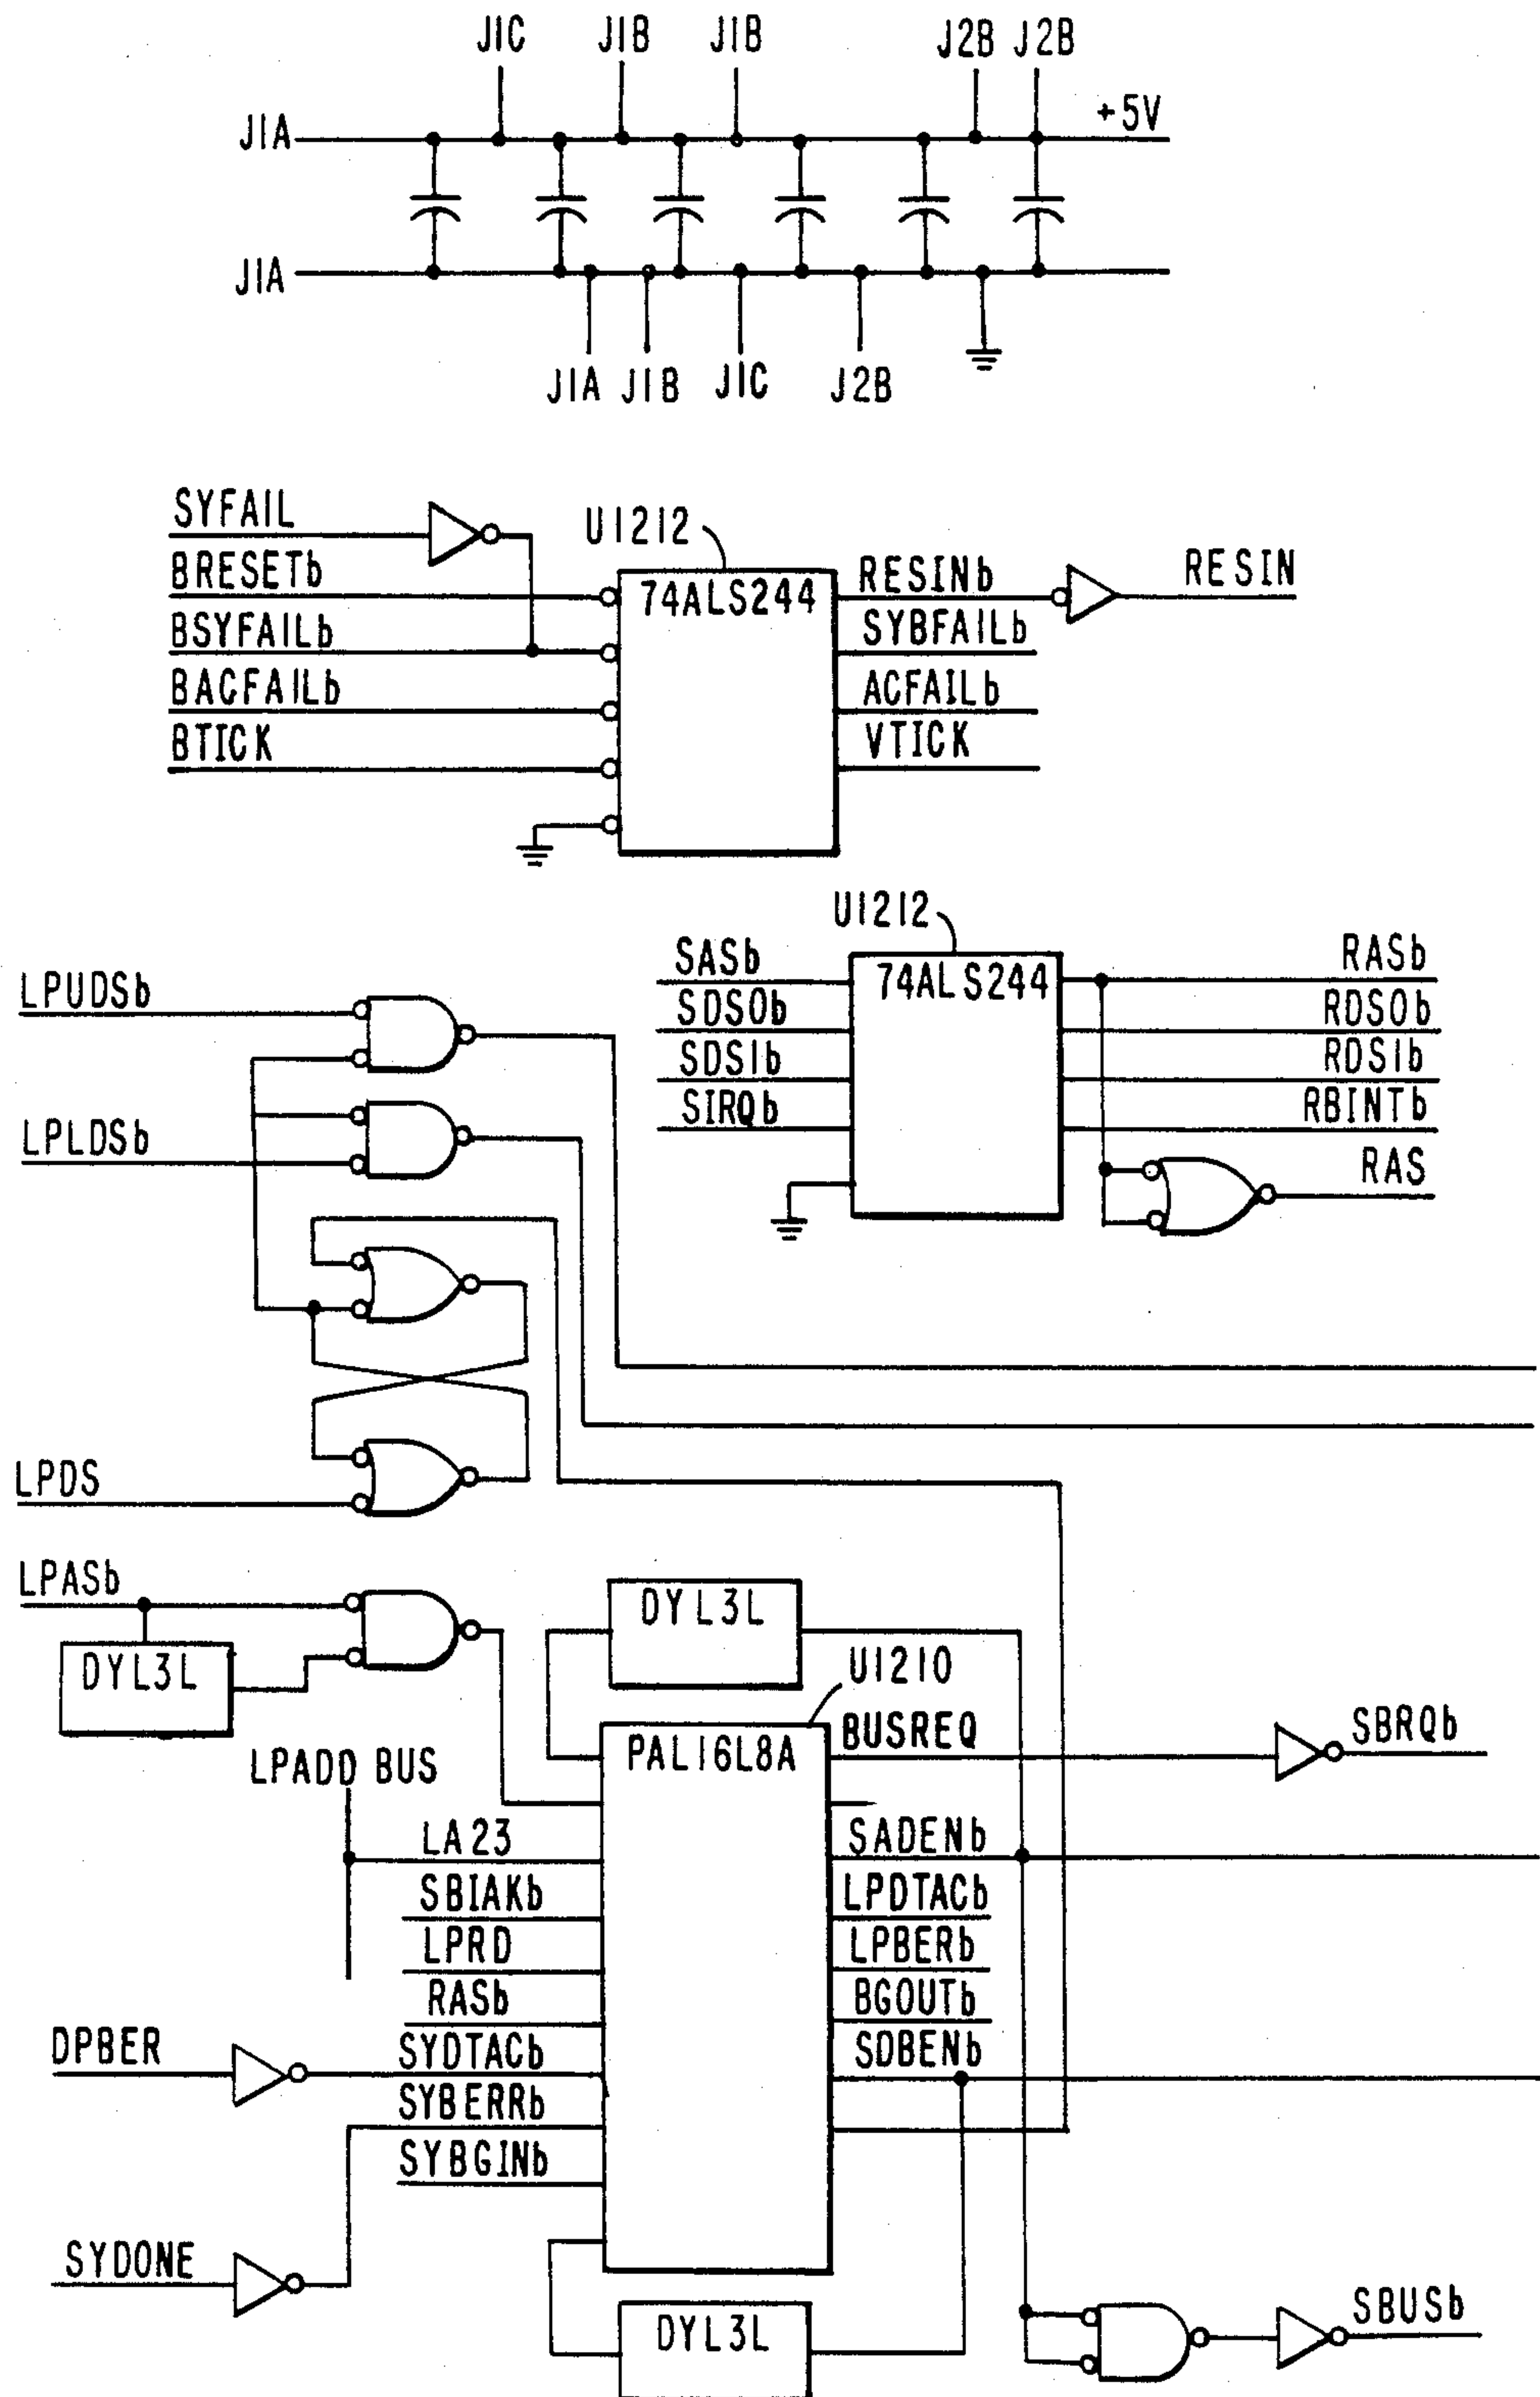 J1C J1B J1B J2B J2B
+5V
J1A
J1A
J1A J1B J1C J2B
SYFAIL
U1212
BRESETb
74ALS244
RESINb
RESIN
BSYFAILb
SYBFAILb
BACFAILb
ACFAILb
BTICK
VTICK
U1212
SASb
74ALS244
RASb
LPUDSb
SDS0b
RDS0b
SDS1b
RDS1b
SIRQb
RBINTb
LPLDSb
RAS
LPDS
LPASb
DYL3L
DYL3L
U1210
BUSREQ
SBRQb
PAL16L8A
LPADD BUS
LA23
SADENb
SBIAKb
LPDTACb
LPRD
LPBERb
RASb
BGOUTb
DPBER
SYDTACb
SDBENb
SYBERRb
SYBGINb
SYDONE
DYL3L
SBUSb